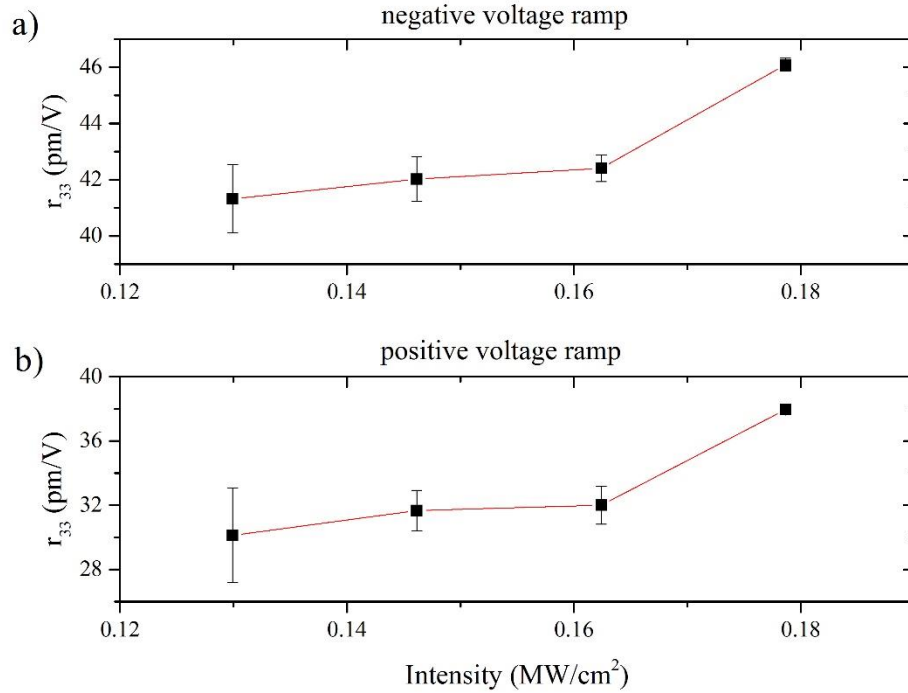 a)
negative voltage ramp
46
44
42
40
r₃₃ (pm/V)
0.12 0.14 0.16 0.18
b)
positive voltage ramp
40
36
32
28
r₃₃ (pm/V)
0.12 0.14 0.16 0.18
Intensity (MW/cm²)